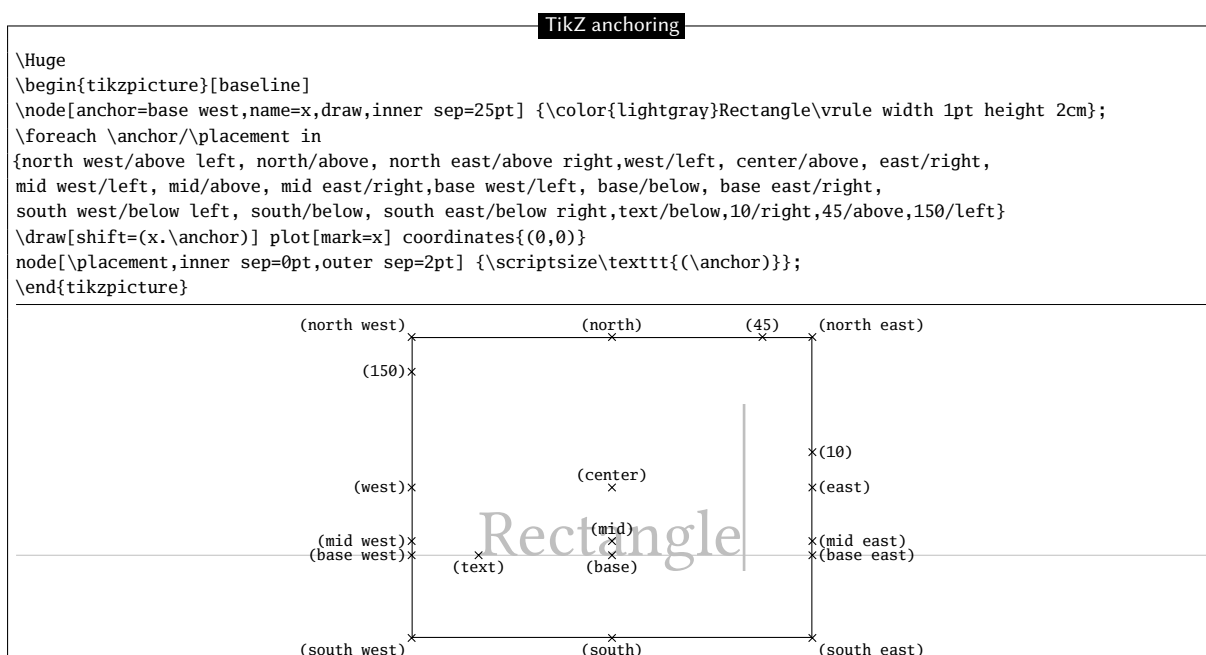 TikZ anchoring
\Huge
\begin{tikzpicture}[baseline]
\node[anchor=base west,name=x,draw,inner sep=25pt] {\color{lightgray}Rectangle\vrule width 1pt height 2cm};
\foreach \anchor/\placement in
{north west/above left, north/above, north east/above right,west/left, center/above, east/right,
mid west/left, mid/above, mid east/right,base west/left, base/below, base east/right,
south west/below left, south/below, south east/below right,text/below,10/right,45/above,150/left}
\draw[shift=(x.\anchor)] plot[mark=x] coordinates{(0,0)}
node[\placement,inner sep=0pt,outer sep=2pt] {\scriptsize\texttt{(\anchor)}};
\end{tikzpicture}
(north west) (north) (45) (north east)
(150)
(10)
(center)
(west) (east)
Rectangle
(mid)
(mid west) (mid east)
(base west) (base east)
(text) (base)
(south west) (south) (south east)